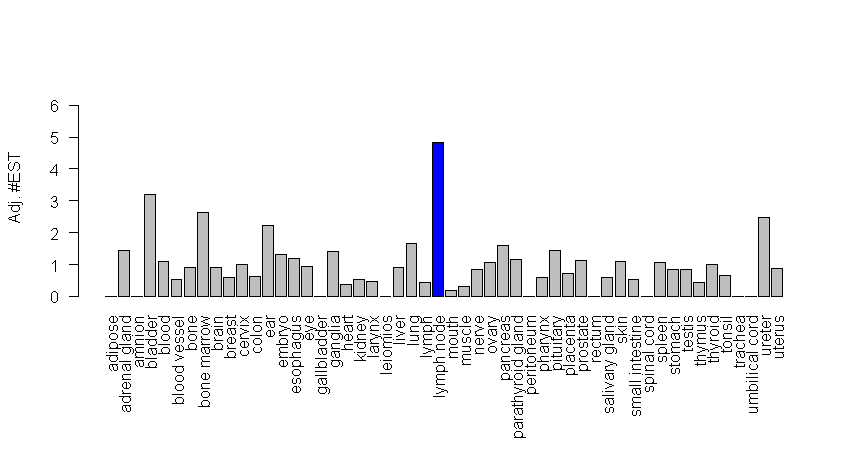 Adj. #EST
6
5
4
3
2
1
0
adipose
adrenal gland
amnion
bladder
blood
blood vessel
bone
bone marrow
brain
breast
cervix
colon
ear
embryo
esophagus
eye
gallbladder
ganglia
heart
kidney
larynx
leiomios
liver
lung
lymph
lymph node
mouth
muscle
nerve
ovary
pancreas
parathyroid gland
peritoneum
pharynx
pituitary
placenta
prostate
rectum
salivary gland
skin
small intestine
spinal cord
spleen
stomach
testis
thymus
thyroid
tonsil
trachea
umbilical cord
ureter
uterus